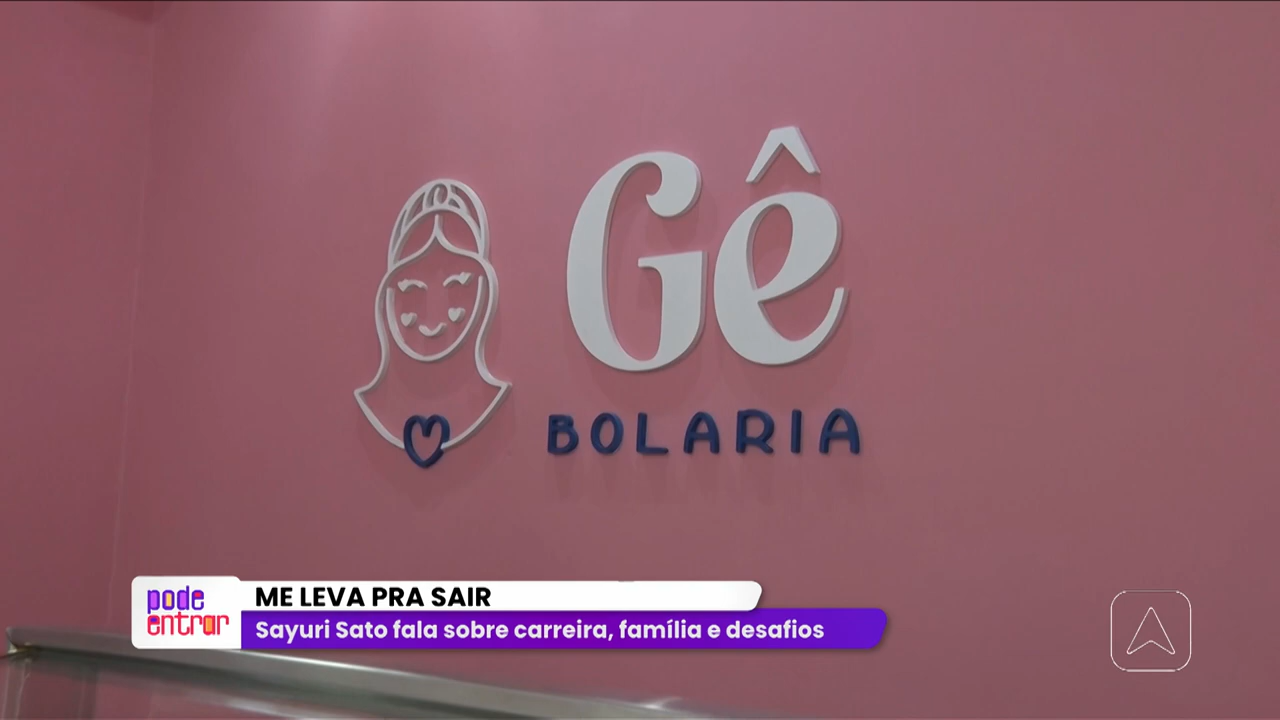 Gê
BOLARIA
pode
entrar
ME LEVA PRA SAIR
Sayuri Sato fala sobre carreira, família e desafios